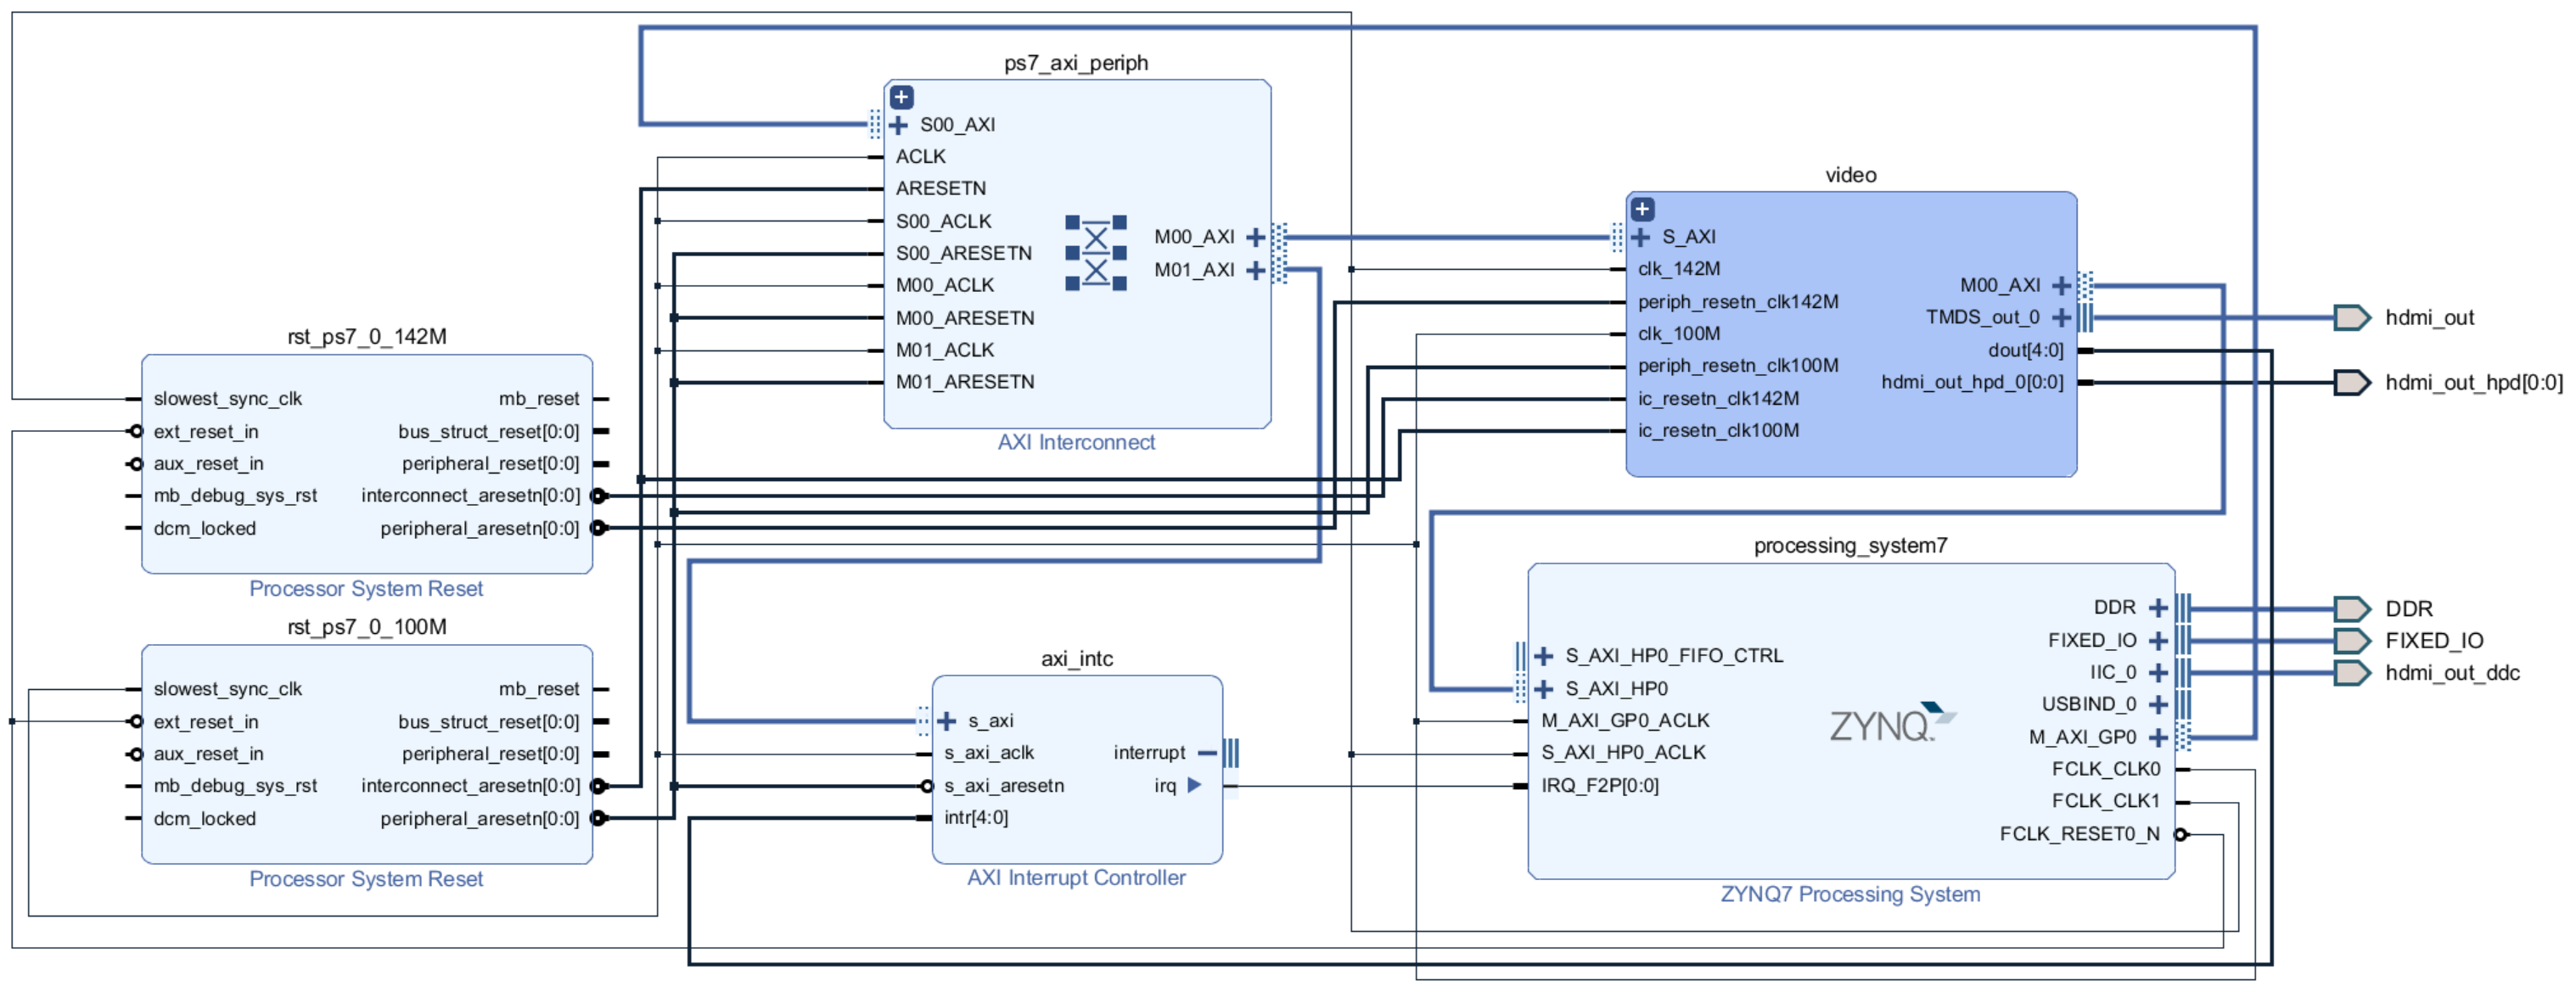 ps7_axi_periph
S00_AXI
ACLK
ARESETN
S00_ACLK
S00_ARESETN
M00_ACLK
M00_ARESETN
M01_ACLK
M01_ARESETN
M00_AXI
M01_AXI
AXI Interconnect
video
S_AXI
clk_142M
periph_resetn_clk142M
clk_100M
periph_resetn_clk100M
ic_resetn_clk142M
ic_resetn_clk100M
M00_AXI
TMDS_out_0
dout[4:0]
hdmi_out_hpd_0[0:0]
hdmi_out
hdmi_out_hpd[0:0]
rst_ps7_0_142M
slowest_sync_clk
ext_reset_in
aux_reset_in
mb_debug_sys_rst
dcm_locked
mb_reset
bus_struct_reset[0:0]
peripheral_reset[0:0]
interconnect_aresetn[0:0]
peripheral_aresetn[0:0]
Processor System Reset
rst_ps7_0_100M
slowest_sync_clk
ext_reset_in
aux_reset_in
mb_debug_sys_rst
dcm_locked
mb_reset
bus_struct_reset[0:0]
peripheral_reset[0:0]
interconnect_aresetn[0:0]
peripheral_aresetn[0:0]
Processor System Reset
axi_intc
s_axi
s_axi_aclk
s_axi_aresetn
intr[4:0]
interrupt
irq
AXI Interrupt Controller
processing_system7
S_AXI_HP0_FIFO_CTRL
S_AXI_HP0
M_AXI_GP0_ACLK
S_AXI_HP0_ACLK
IRQ_F2P[0:0]
ZYNQ
DDR
FIXED_IO
IIC_0
USBIND_0
M_AXI_GP0
FCLK_CLK0
FCLK_CLK1
FCLK_RESET0_N
ZYNQ7 Processing System
DDR
FIXED_IO
hdmi_out_ddc